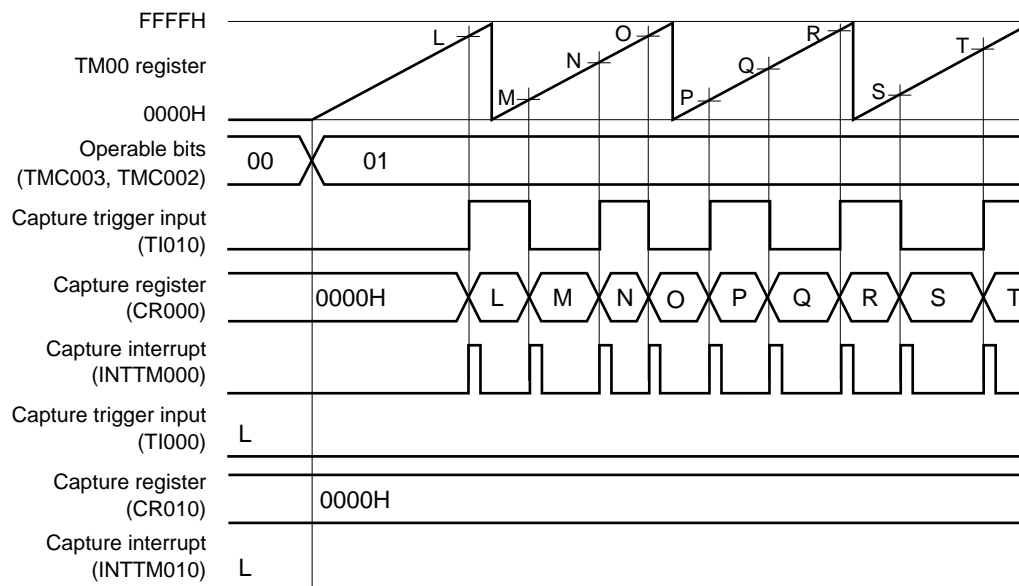 FFFFH
TM00 register
0000H
L M N O P Q R S T
Operable bits
(TMC003, TMC002)
00 01
Capture trigger input
(TI010)
Capture register
(CR000)
0000H L M N O P Q R S T
Capture interrupt
(INTTM000)
Capture trigger input
(TI000)
L
Capture register
(CR010)
0000H
Capture interrupt
(INTTM010)
L